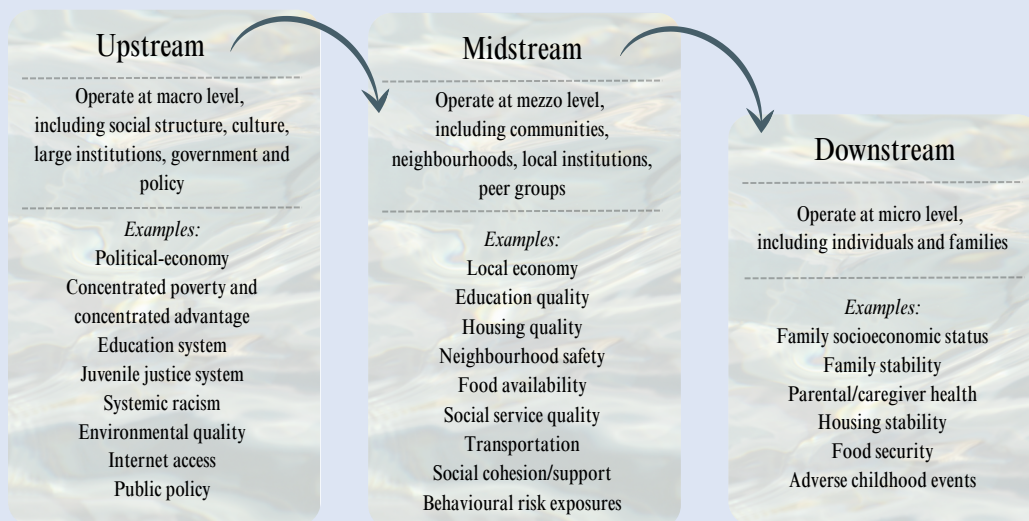 Upstream
Operate at macro level,
including social structure, culture,
large institutions, government and
policy
Examples:
Political-economy
Concentrated poverty and
concentrated advantage
Education system
Juvenile justice system
Systemic racism
Environmental quality
Internet access
Public policy
Midstream
Operate at mezzo level,
including communities,
neighbourhoods, local institutions,
peer groups
Examples:
Local economy
Education quality
Housing quality
Neighbourhood safety
Food availability
Social service quality
Transportation
Social cohesion/support
Behavioural risk exposures
Downstream
Operate at micro level,
including individuals and families
Examples:
Family socioeconomic status
Family stability
Parental/caregiver health
Housing stability
Food security
Adverse childhood events